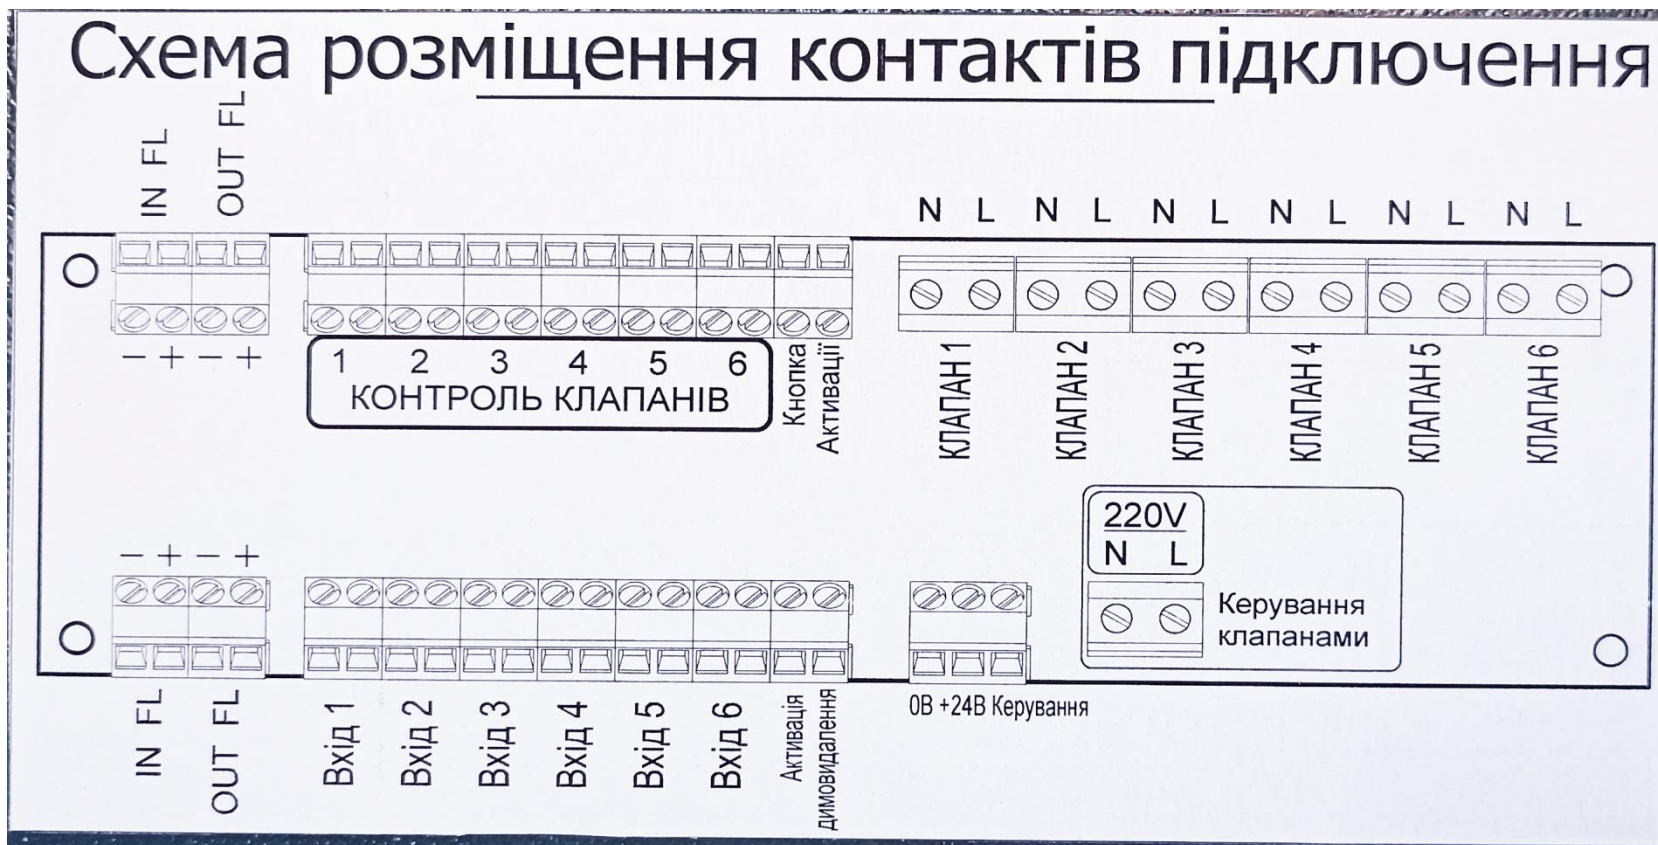 Схема розміщення контактів підключення
IN FL
OUT FL
N L N L N L N L N L N L
− + − +
1 2 3 4 5 6
КОНТРОЛЬ КЛАПАНІВ
Кнопка
Активації
КЛАПАН 1
КЛАПАН 2
КЛАПАН 3
КЛАПАН 4
КЛАПАН 5
КЛАПАН 6
220V
N L
Керування
клапанами
− + − +
IN FL
OUT FL
Вхід 1
Вхід 2
Вхід 3
Вхід 4
Вхід 5
Вхід 6
Активація
димовидалення
0В +24В Керування